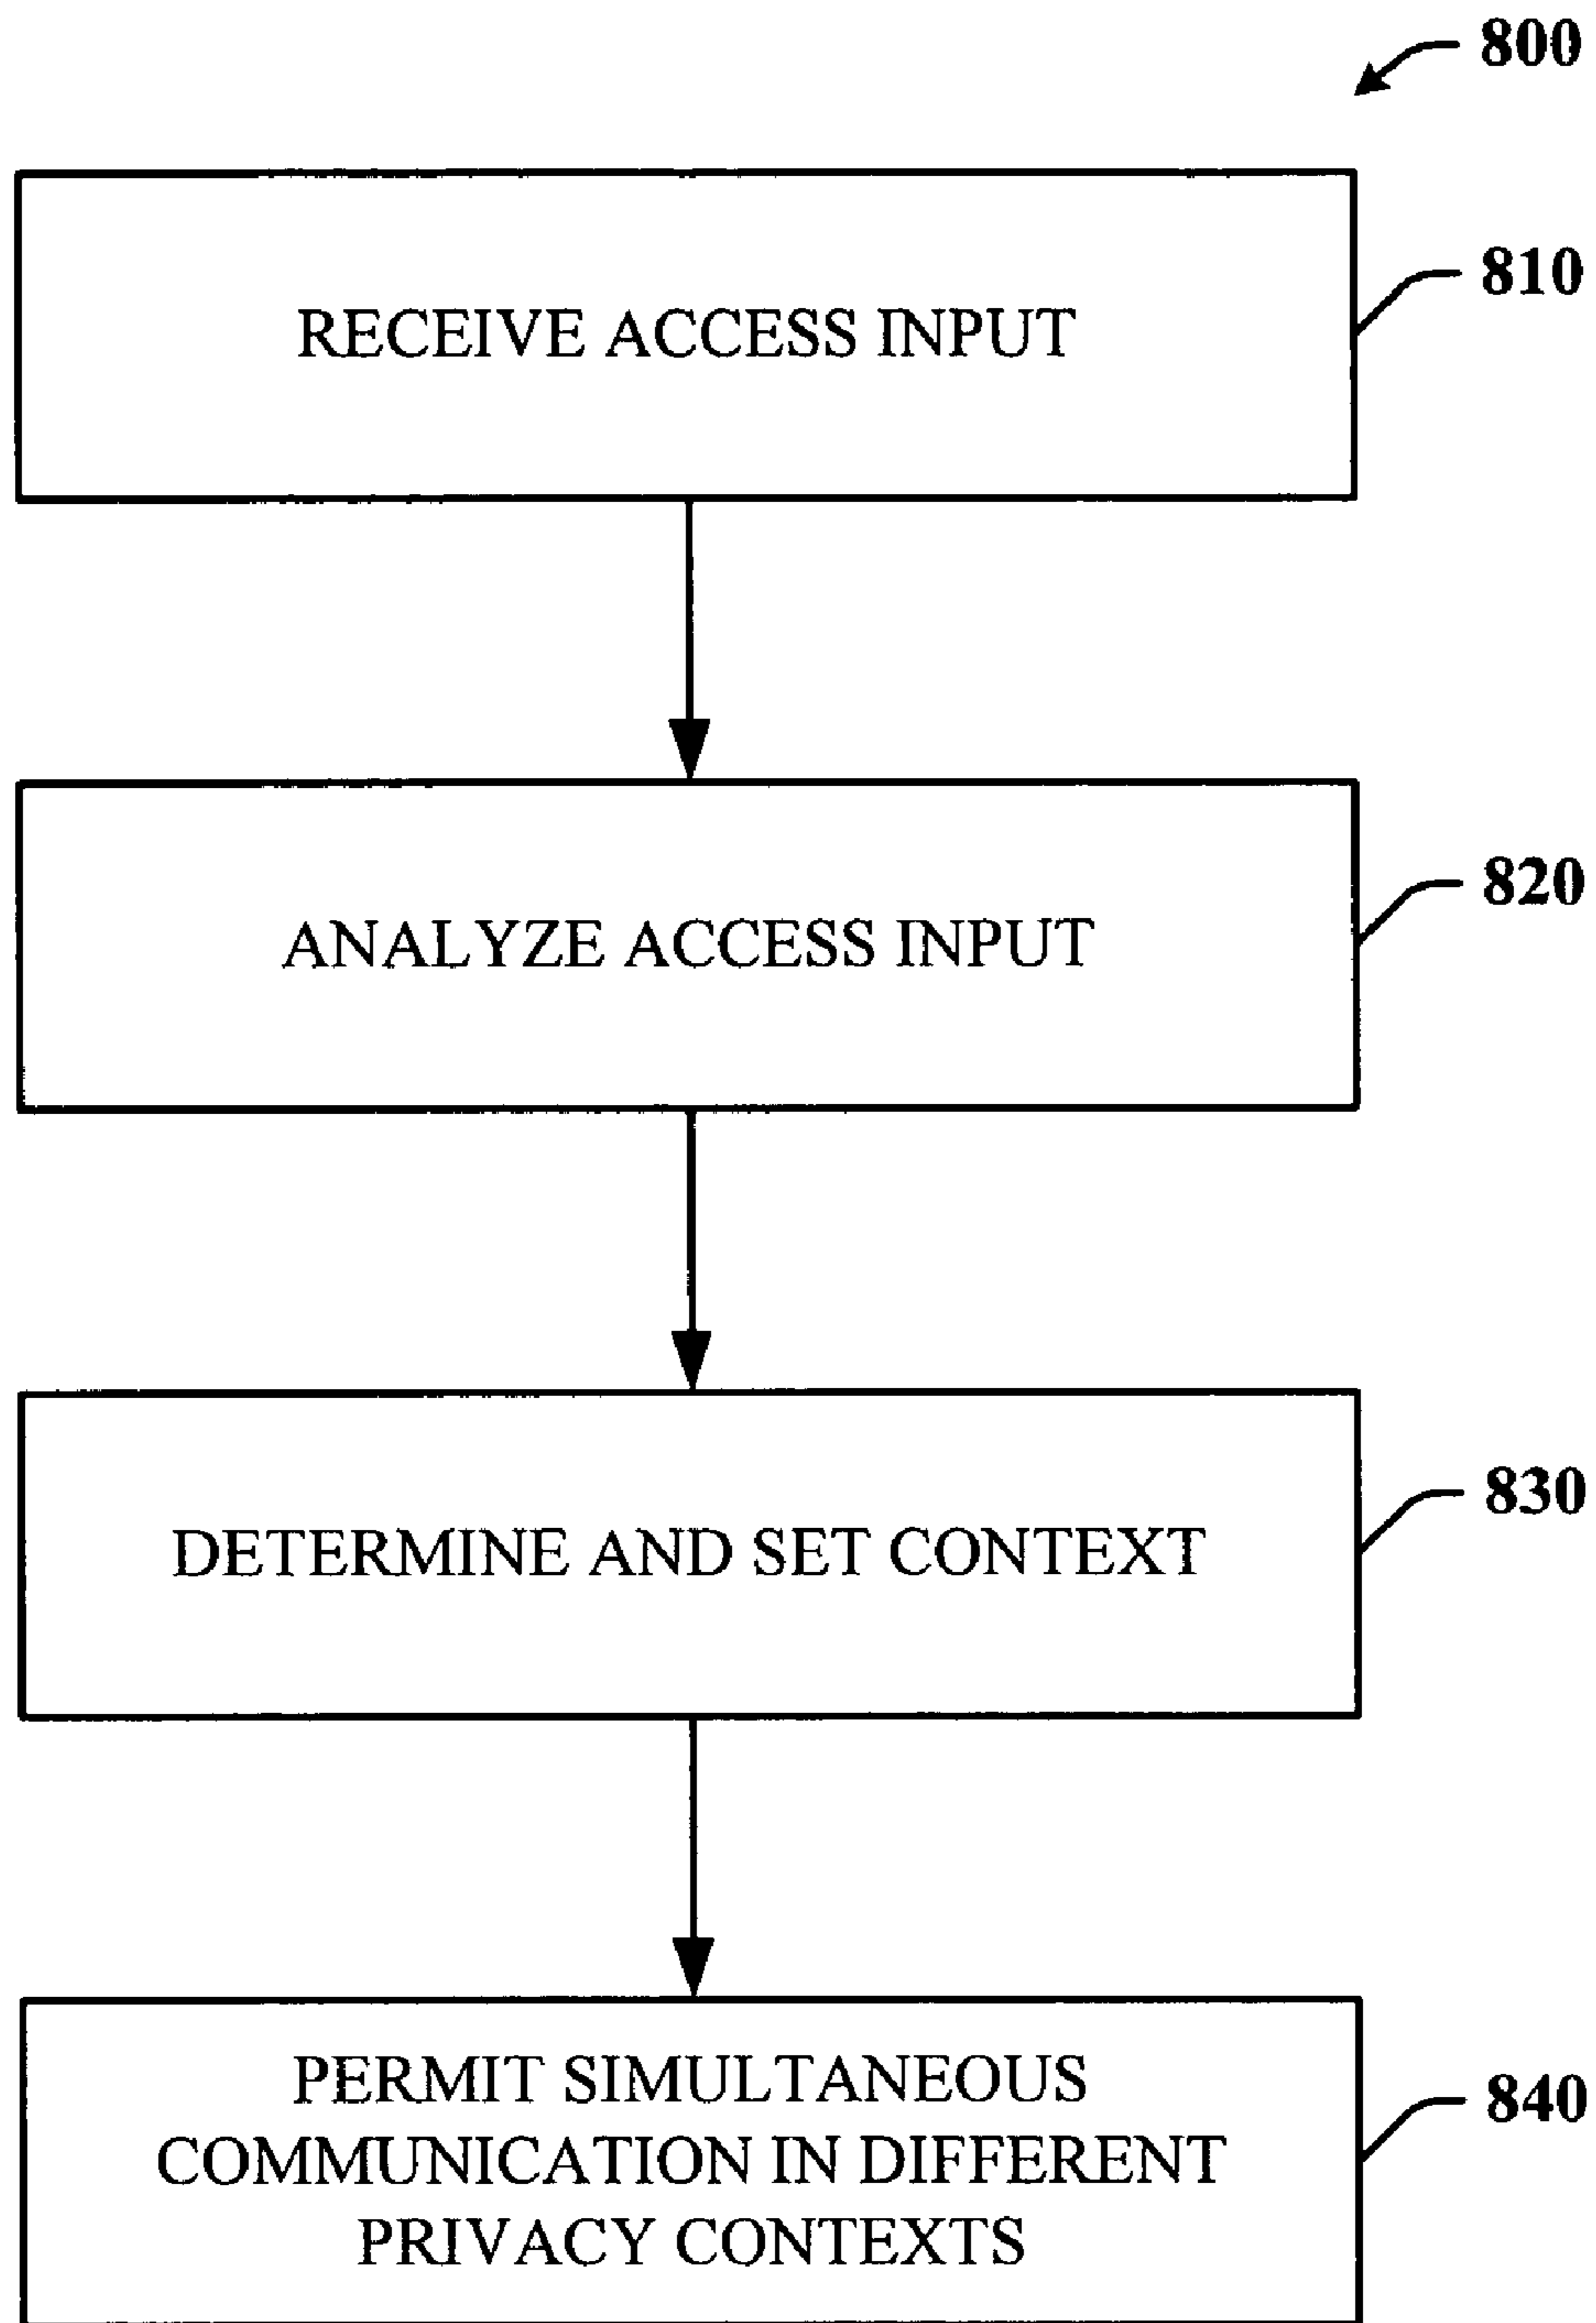 800
RECEIVE ACCESS INPUT
810
ANALYZE ACCESS INPUT
820
DETERMINE AND SET CONTEXT
830
PERMIT SIMULTANEOUS
COMMUNICATION IN DIFFERENT
PRIVACY CONTEXTS
840